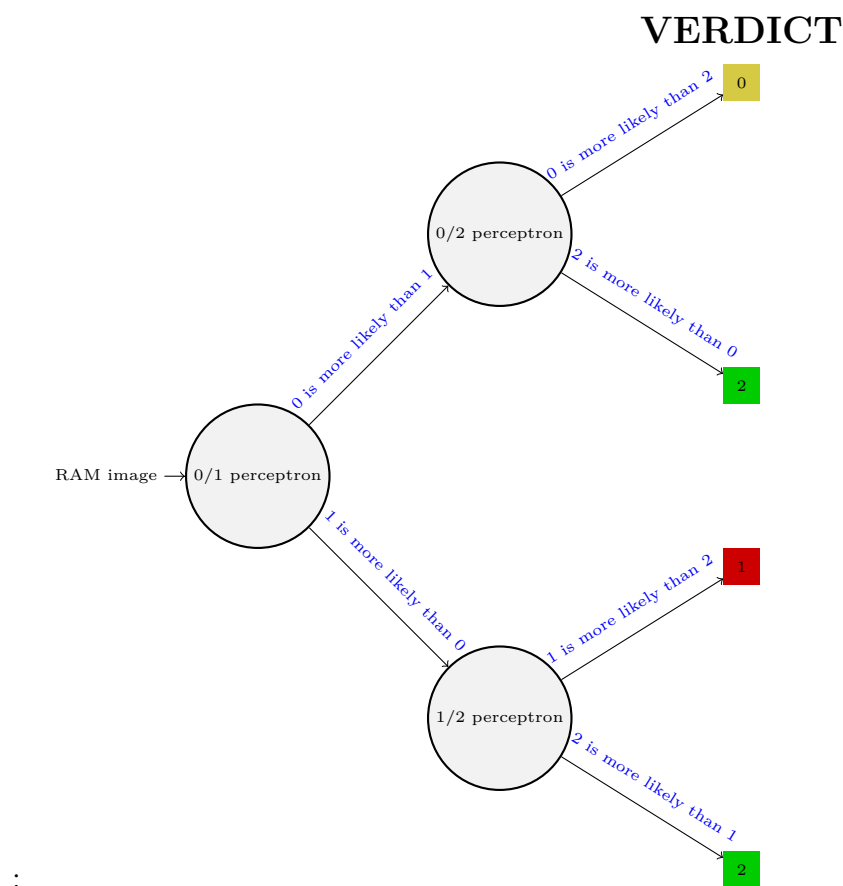 VERDICT
0
0 is more likely than 2
0/2 perceptron
2 is more likely than 0
2
0 is more likely than 1
RAM image
0/1 perceptron
1 is more likely than 0
1
1 is more likely than 2
1/2 perceptron
2 is more likely than 1
2
: